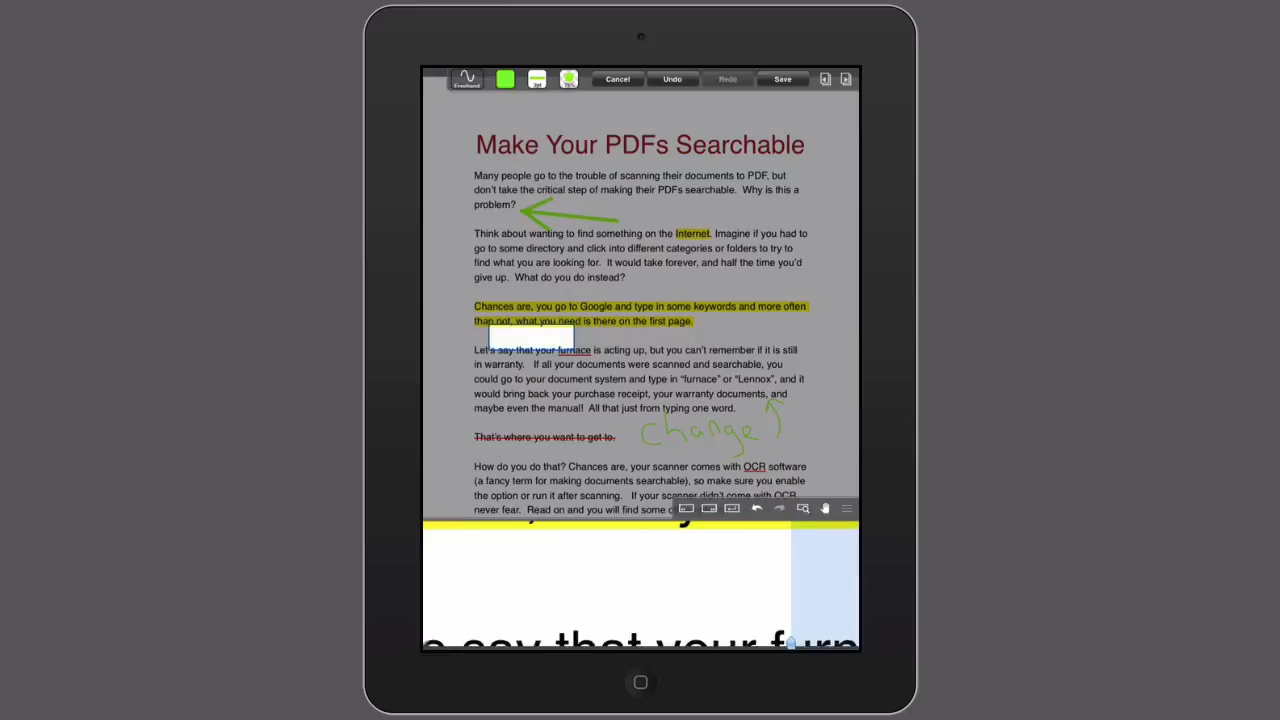 Freehand
2pt
Cancel
Undo
Redo
Save
Make Your PDFs Searchable
Many people go to the trouble of scanning their documents to PDF, but
don't take the critical step of making their PDFs searchable. Why is this a
problem?
Think about wanting to find something on the Internet. Imagine if you had to
go to some directory and click into different categories or folders to try to
find what you are looking for. It would take forever, and half the time you'd
give up. What do you do instead?
Chances are, you go to Google and type in some keywords and more often
than not, what you need is there on the first page.
Let's say that your furnace is acting up, but you can't remember if it is still
in warranty. If all your documents were scanned and searchable, you
could go to your document system and type in “furnace” or “Lennox”, and it
would bring back your purchase receipt, your warranty documents, and
maybe even the manual! All that just from typing one word.
change
That's where you want to get to.
How do you do that? Chances are, your scanner comes with OCR software
(a fancy term for making documents searchable), so make sure you enable
the option or run it after scanning. If your scanner didn't come with OCR
never fear. Read on and you will find some
say that your furn